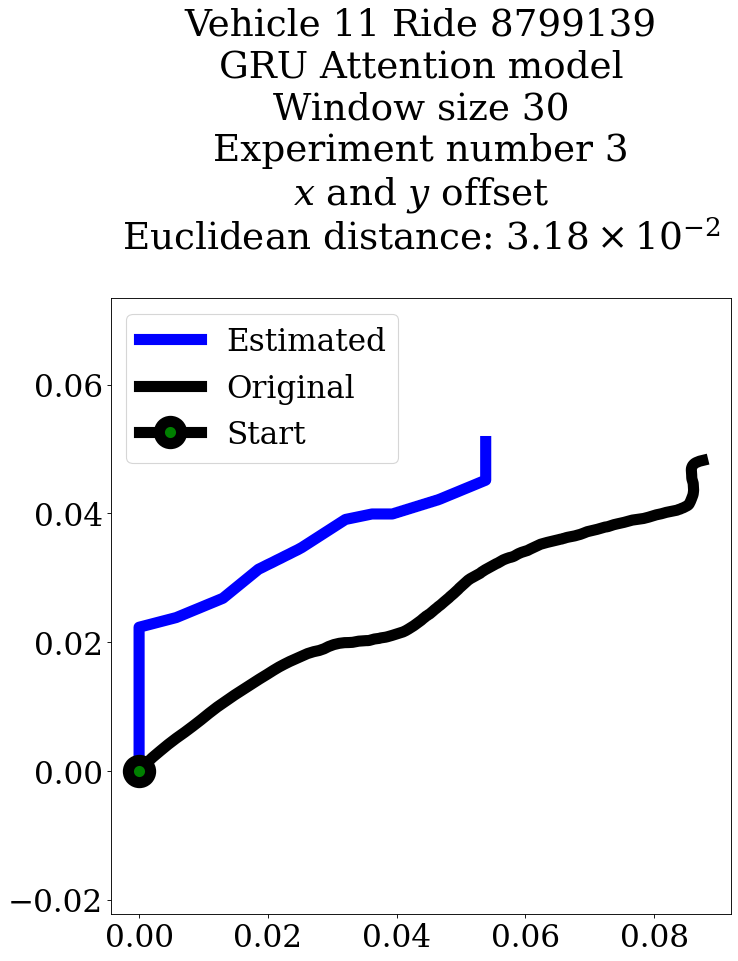 Vehicle 11 Ride 8799139
GRU Attention model
Window size 30
Experiment number 3
x and y offset
Euclidean distance: 3.18 × 10⁻²
Estimated
Original
Start
0.06
0.04
0.02
0.00
−0.02
0.00 0.02 0.04 0.06 0.08